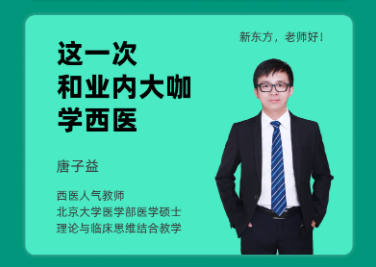 新东方，老师好！
这一次
和业内大咖
学西医
唐子益
西医人气教师
北京大学医学部医学硕士
理论与临床思维结合教学